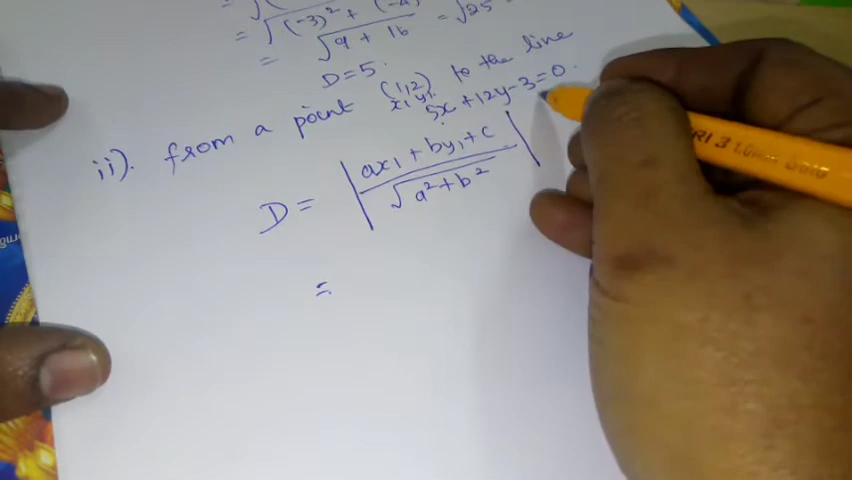 = √(-3)² + (-4
= √25
= √9 + 16
D = 5.
ii). from a point (1,2) to the line
x₁ y₁ 5x + 12y - 3 = 0.
D = | ax₁ + by₁ + c / √a² + b² |
=